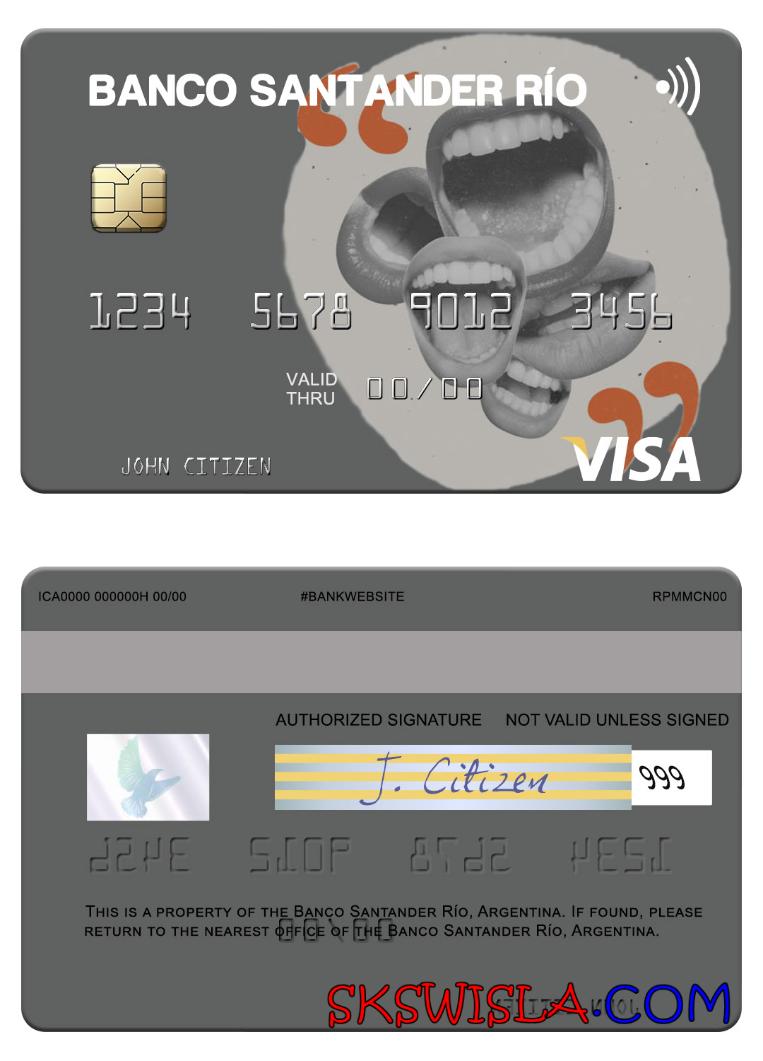 BANCO SANTANDER RÍO
1234 5678 9012 3456
VALID
THRU
00/00
JOHN CITIZEN
VISA
ICA0000 000000H 00/00 #BANKWEBSITE RPMMCN00
AUTHORIZED SIGNATURE NOT VALID UNLESS SIGNED
J. Citizen 999
THIS IS A PROPERTY OF THE BANCO SANTANDER RÍO, ARGENTINA. IF FOUND, PLEASE
RETURN TO THE NEAREST OFFICE OF THE BANCO SANTANDER RÍO, ARGENTINA.
SKSWISLA.COM